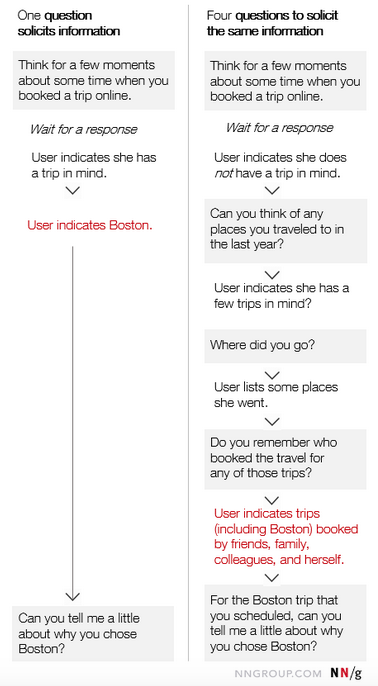 One question
solicits information
Think for a few moments
about some time when you
booked a trip online.
Wait for a response
User indicates she has
a trip in mind.
User indicates Boston.
Can you tell me a little
about why you chose
Boston?
Four questions to solicit
the same information
Think for a few moments
about some time when you
booked a trip online.
Wait for a response
User indicates she does
not have a trip in mind.
Can you think of any
places you traveled to in
the last year?
User indicates she has a
few trips in mind?
Where did you go?
User lists some places
she went.
Do you remember who
booked the travel for
any of those trips?
User indicates trips
(including Boston) booked
by friends, family,
colleagues, and herself.
For the Boston trip that
you scheduled, can you
tell me a little about why
you chose Boston?
NNGROUP.COM NN/g